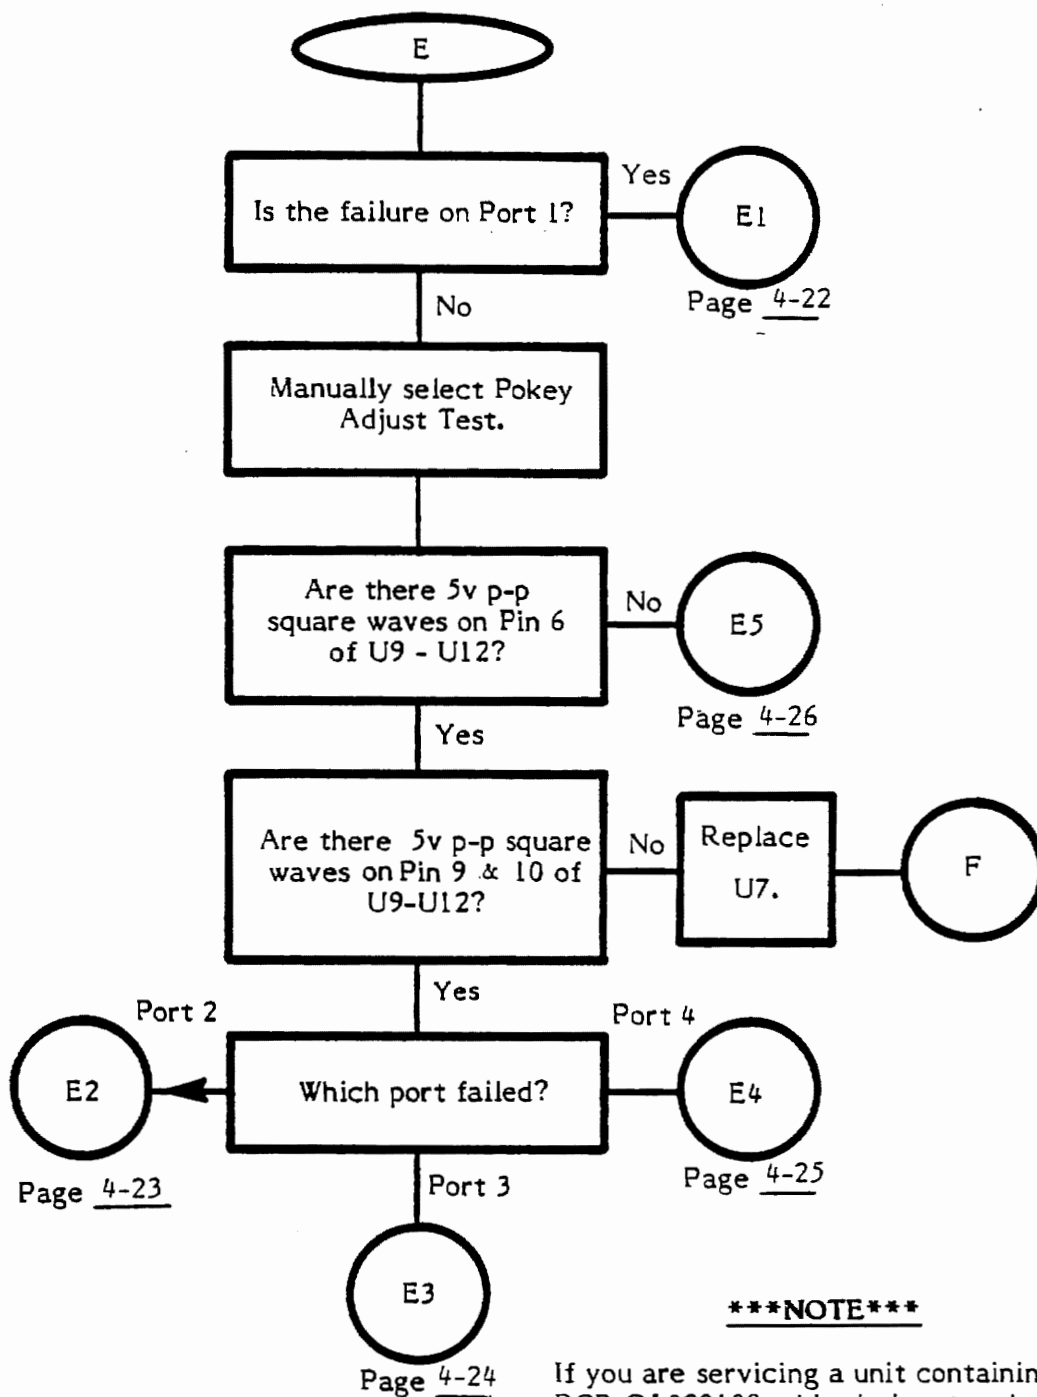 E
Is the failure on Port 1?
Yes
E1
Page 4-22
No
Manually select Pokey
Adjust Test.
Are there 5v p-p
square waves on Pin 6
of U9 - U12?
No
E5
Page 4-26
Yes
Are there 5v p-p square
waves on Pin 9 & 10 of
U9-U12?
No
Replace
U7.
F
Yes
Port 2
E2
Page 4-23
Which port failed?
Port 4
E4
Page 4-25
Port 3
E3
Page 4-24
***NOTE***
If you are servicing a unit containing